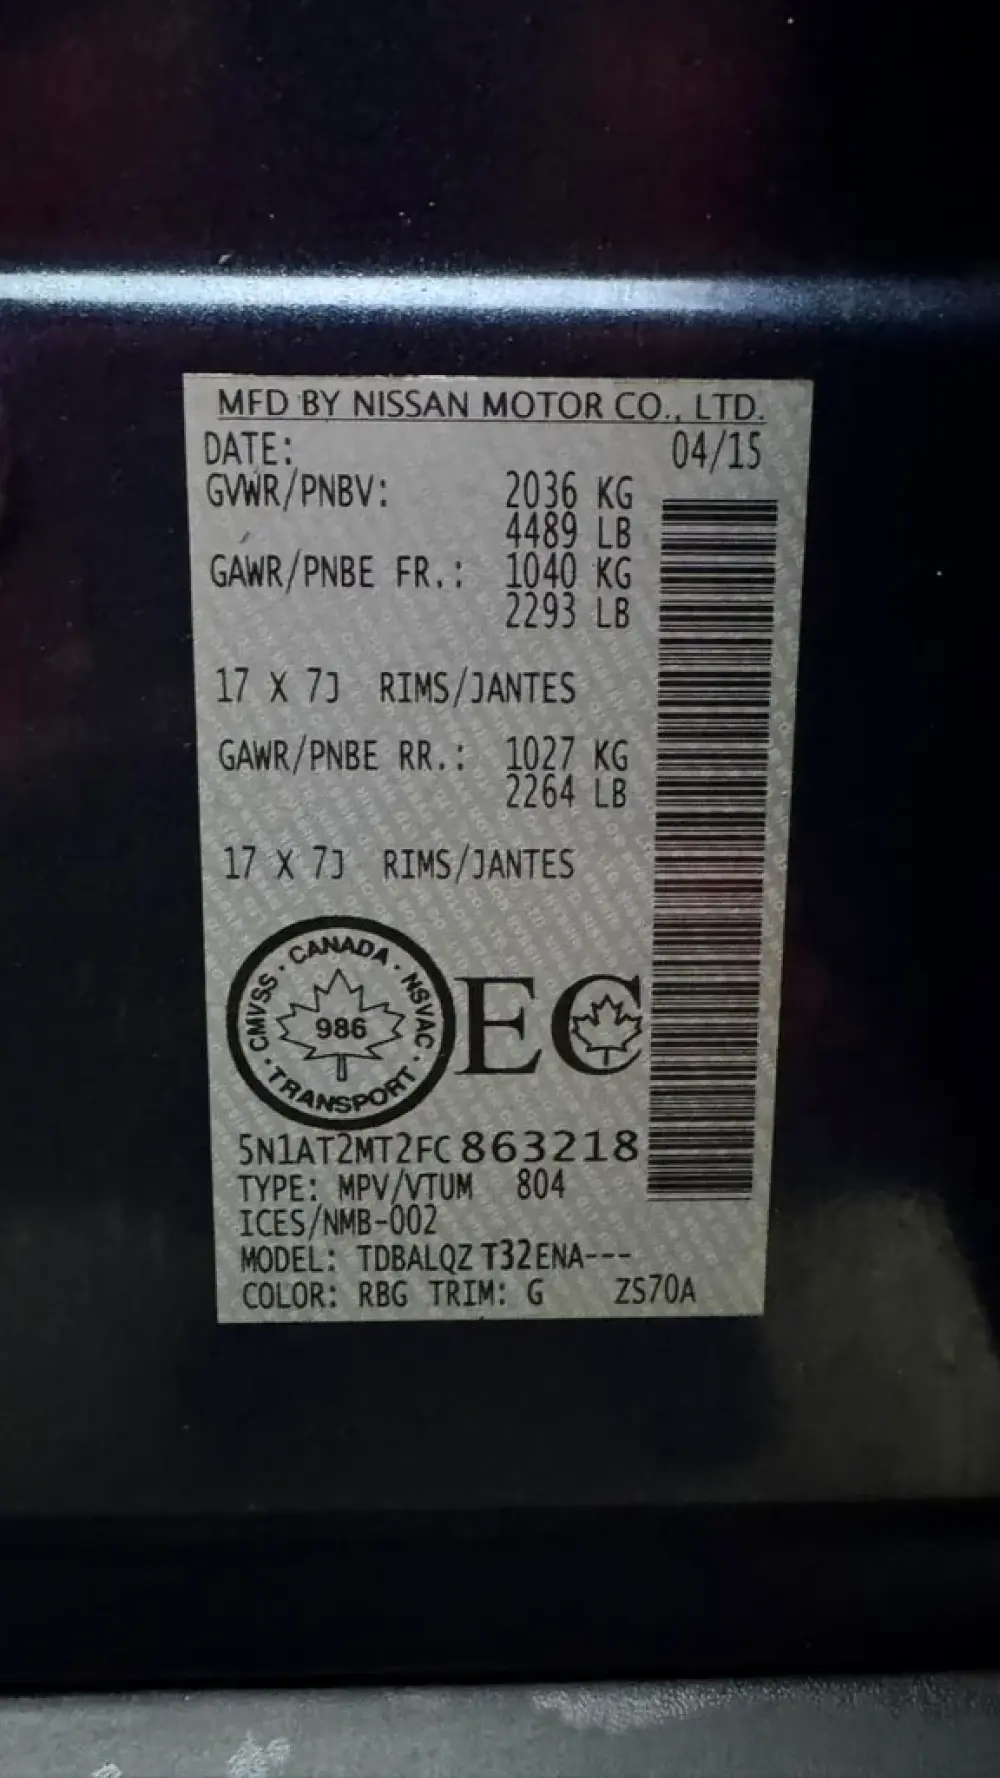 MFD BY NISSAN MOTOR CO., LTD.
DATE: 04/15
GVWR/PNBV: 2036 KG
4489 LB
GAWR/PNBE FR.: 1040 KG
2293 LB
17 X 7J RIMS/JANTES
GAWR/PNBE RR.: 1027 KG
2264 LB
17 X 7J RIMS/JANTES
CMVSS · CANADA · NSVAC · TRANSPORT ·
986
EC
5N1AT2MT2FC863218
TYPE: MPV/VTUM 804
ICES/NMB-002
MODEL: TDBALQZ T32ENA---
COLOR: RBG TRIM: G ZS70A